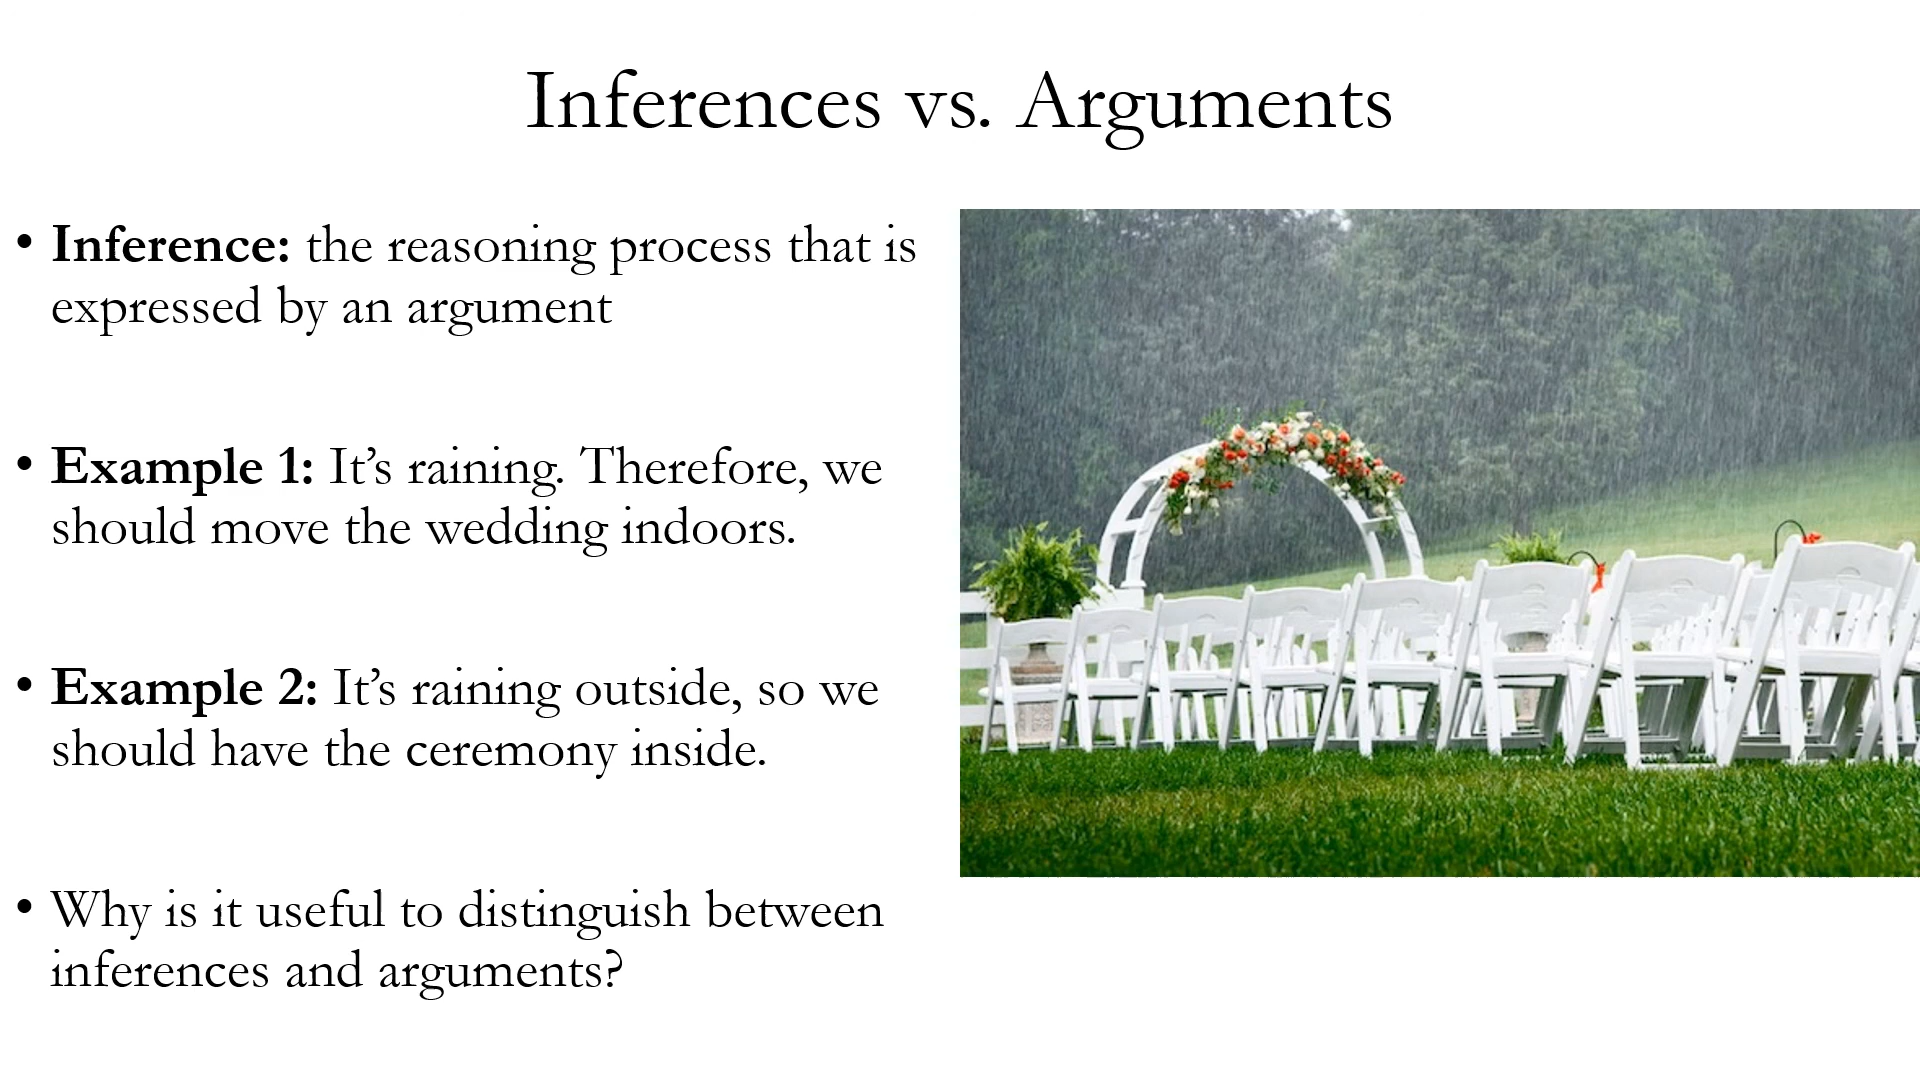 Inferences vs. Arguments
• Inference: the reasoning process that is
expressed by an argument
• Example 1: It’s raining. Therefore, we
should move the wedding indoors.
• Example 2: It’s raining outside, so we
should have the ceremony inside.
• Why is it useful to distinguish between
inferences and arguments?